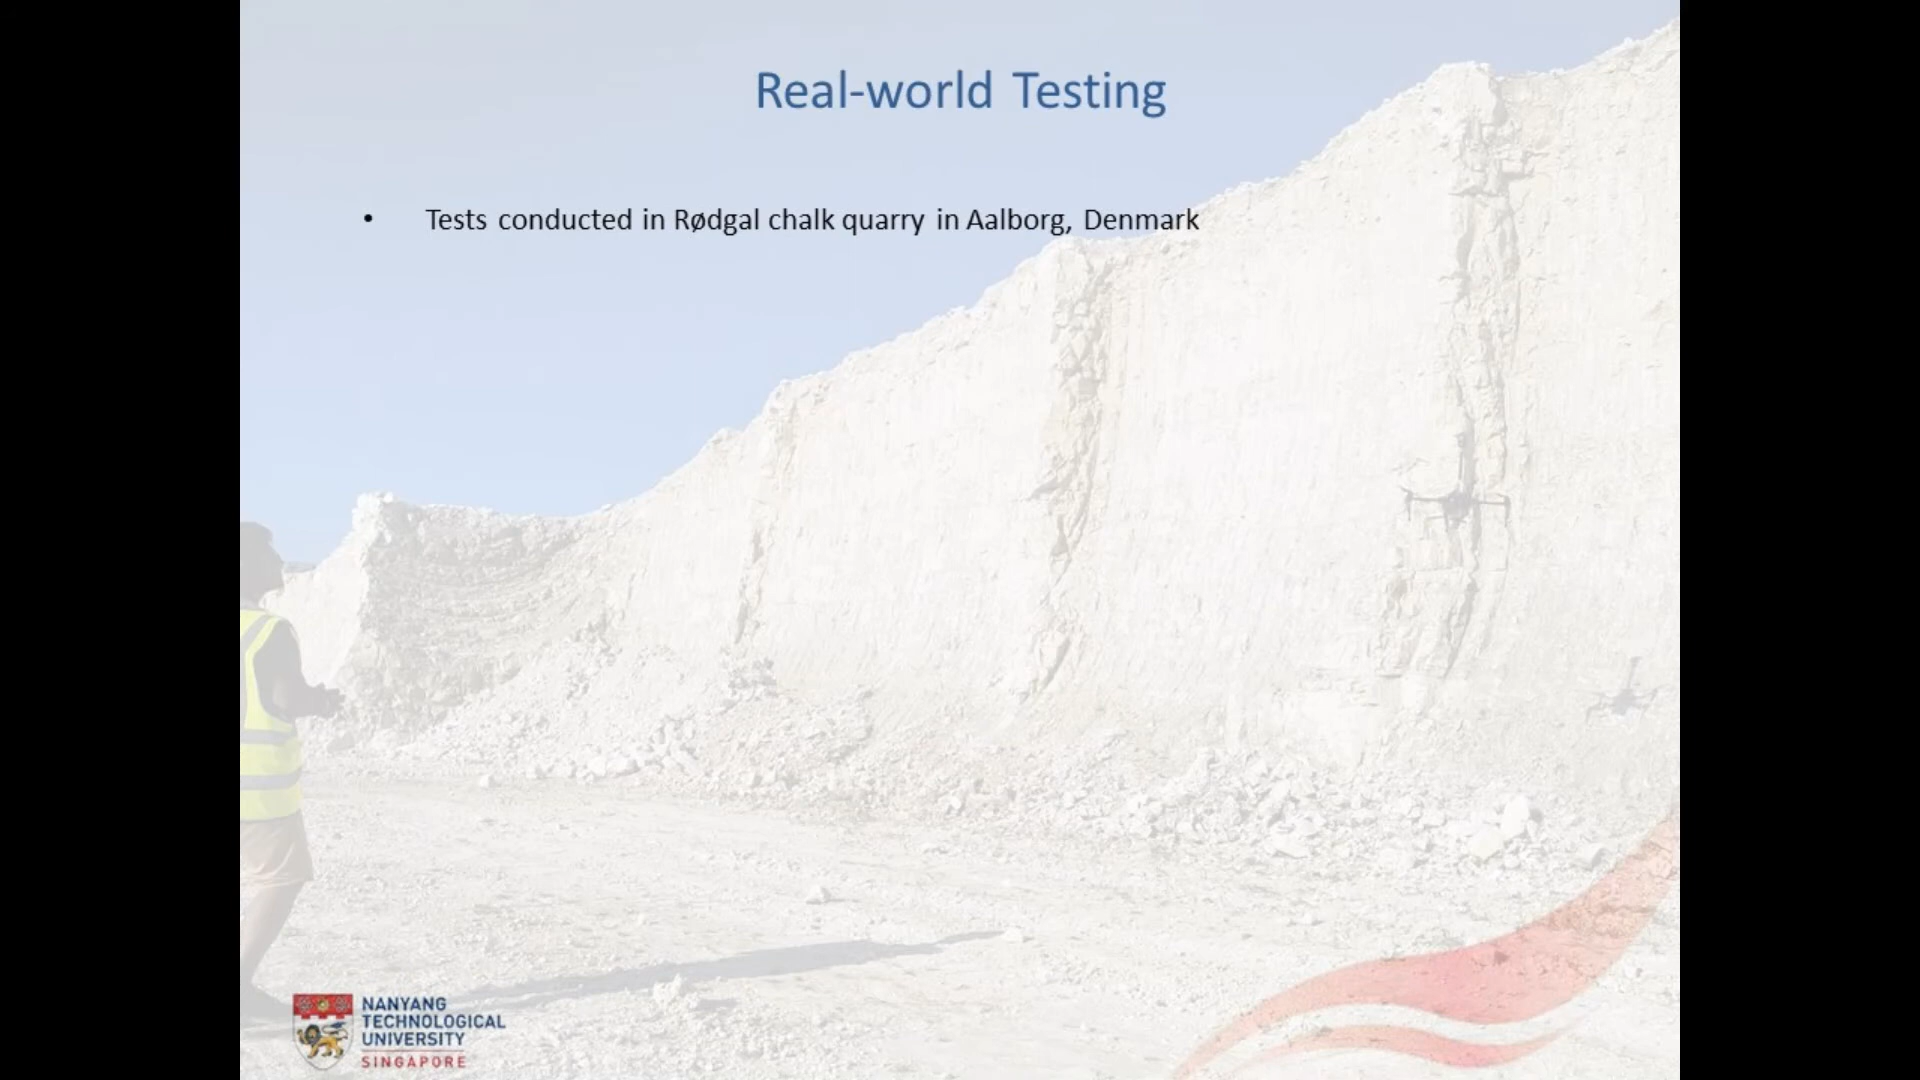 Real-world Testing
• Tests conducted in Rødgal chalk quarry in Aalborg, Denmark
NANYANG
TECHNOLOGICAL
UNIVERSITY
SINGAPORE